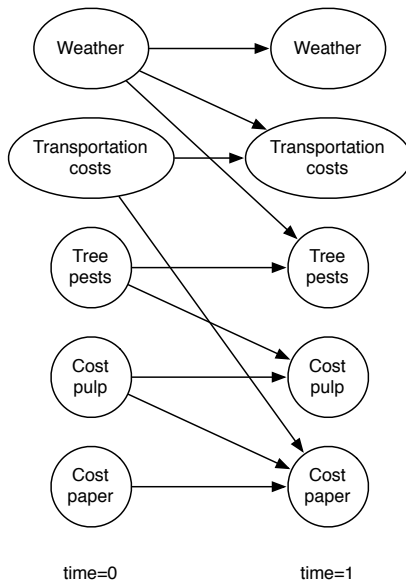 Weather
Weather
Transportation
costs
Transportation
costs
Tree
pests
Tree
pests
Cost
pulp
Cost
pulp
Cost
paper
Cost
paper
time=0
time=1